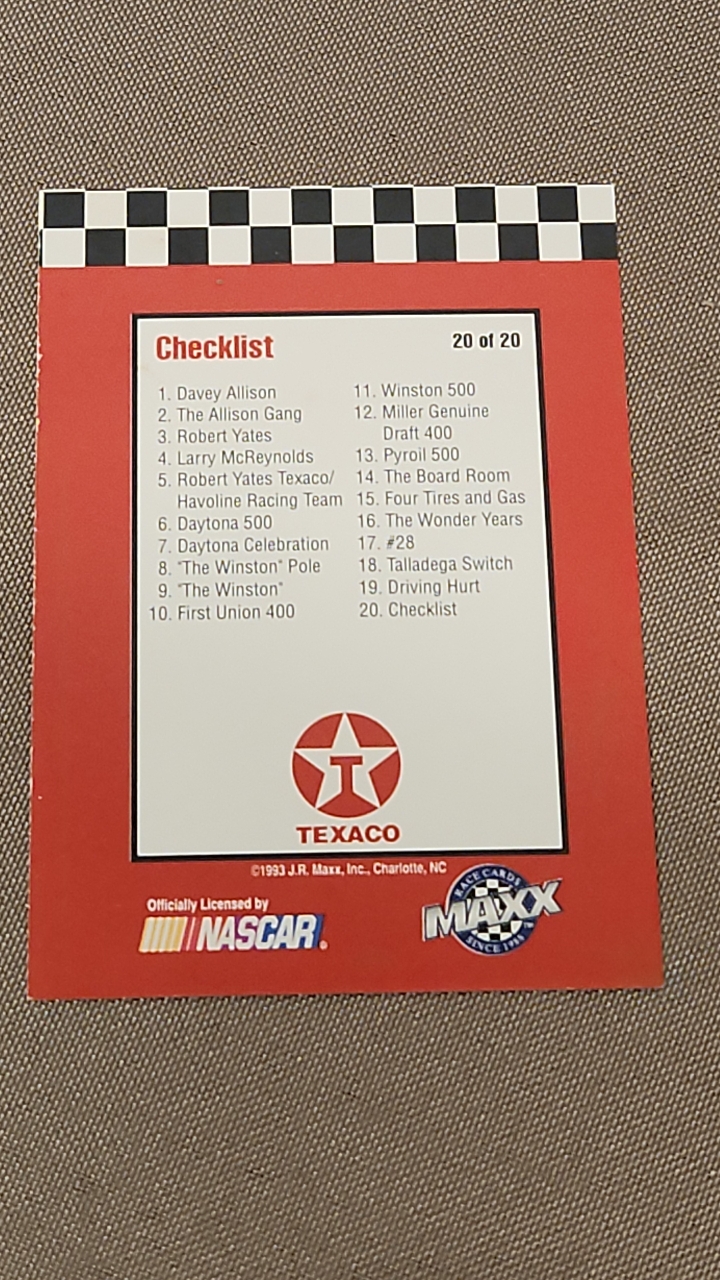 Checklist
20 of 20
1. Davey Allison
2. The Allison Gang
3. Robert Yates
4. Larry McReynolds
5. Robert Yates Texaco/
Havoline Racing Team
6. Daytona 500
7. Daytona Celebration
8. "The Winston" Pole
9. "The Winston"
10. First Union 400
11. Winston 500
12. Miller Genuine
Draft 400
13. Pyroil 500
14. The Board Room
15. Four Tires and Gas
16. The Wonder Years
17. #28
18. Talladega Switch
19. Driving Hurt
20. Checklist
T
TEXACO
©1993 J.R. Maxx, Inc., Charlotte, NC
Officially Licensed by
NASCAR®
RACE CARDS
MAXX™
SINCE 1988